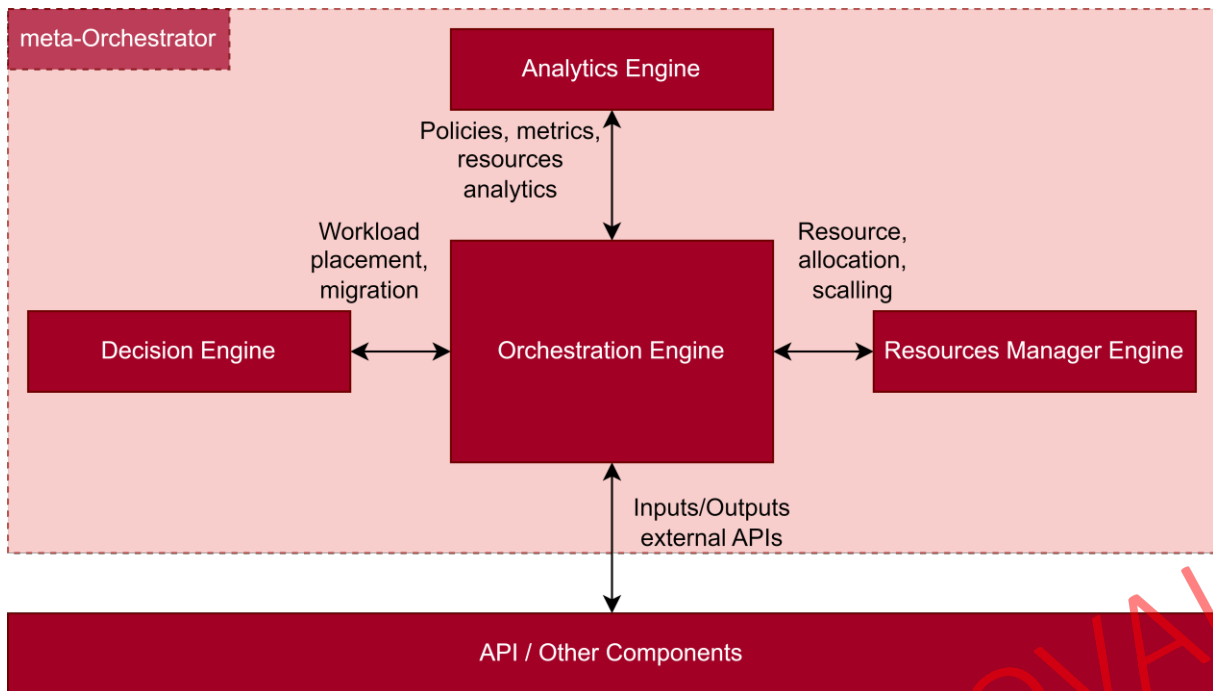 meta-Orchestrator
Analytics Engine
Policies, metrics,
resources
analytics
Workload
placement,
migration
Resource,
allocation,
scalling
Decision Engine
Orchestration Engine
Resources Manager Engine
Inputs/Outputs
external APIs
API / Other Components